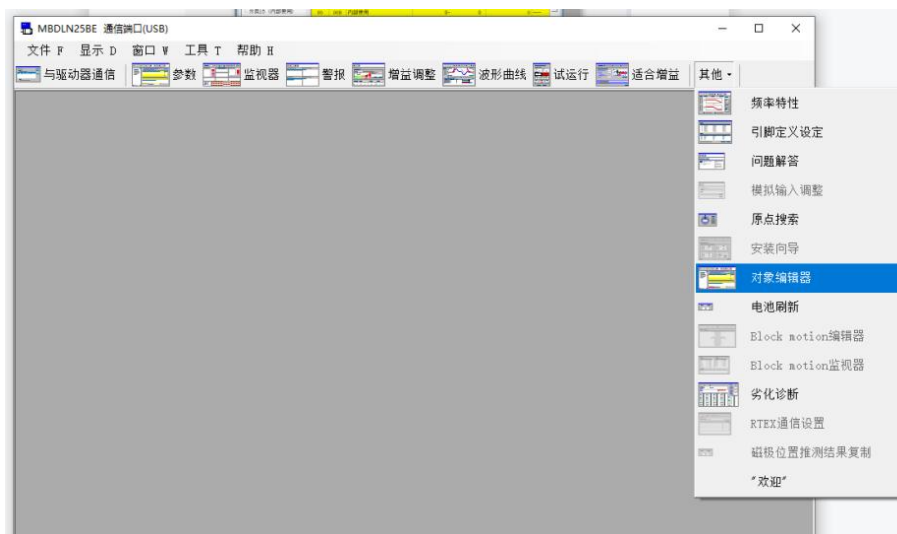 MBDLN25BE 通信端口(USB)
文件 F 显示 D 窗口 W 工具 T 帮助 H
与驱动器通信 参数 监视器 警报 增益调整 波形曲线 试运行 适合增益 其他
频率特性
引脚定义设定
问题解答
模拟输入调整
原点搜索
安装向导
对象编辑器
电池刷新
Block motion编辑器
Block motion监视器
劣化诊断
RTEX通信设置
磁极位置推测结果复制
"欢迎"